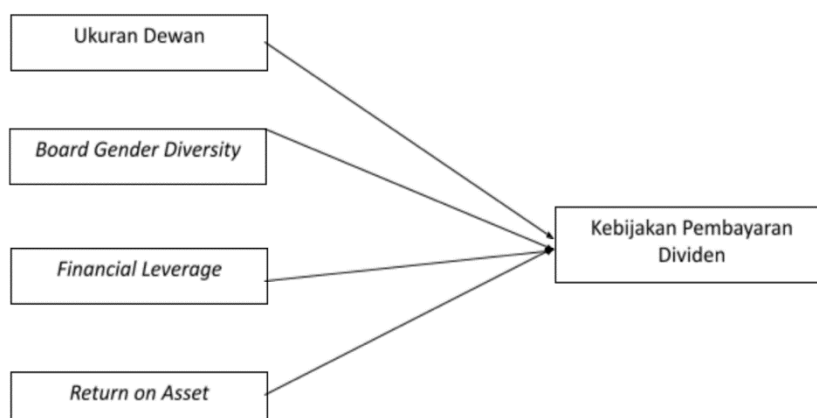 Ukuran Dewan
Board Gender Diversity
Financial Leverage
Return on Asset
Kebijakan Pembayaran
Dividen